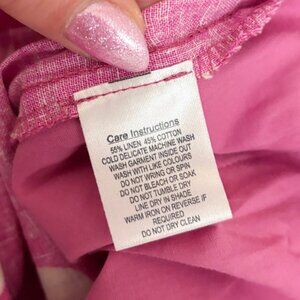 Care Instructions
55% LINEN 45% COTTON
COLD DELICATE MACHINE WASH
WASH GARMENT INSIDE OUT
WASH WITH LIKE COLOURS
DO NOT WRING OR SPIN
DO NOT BLEACH OR SOAK
DO NOT TUMBLE DRY
LINE DRY IN SHADE
WARM IRON ON REVERSE IF
REQUIRED
DO NOT DRY CLEAN